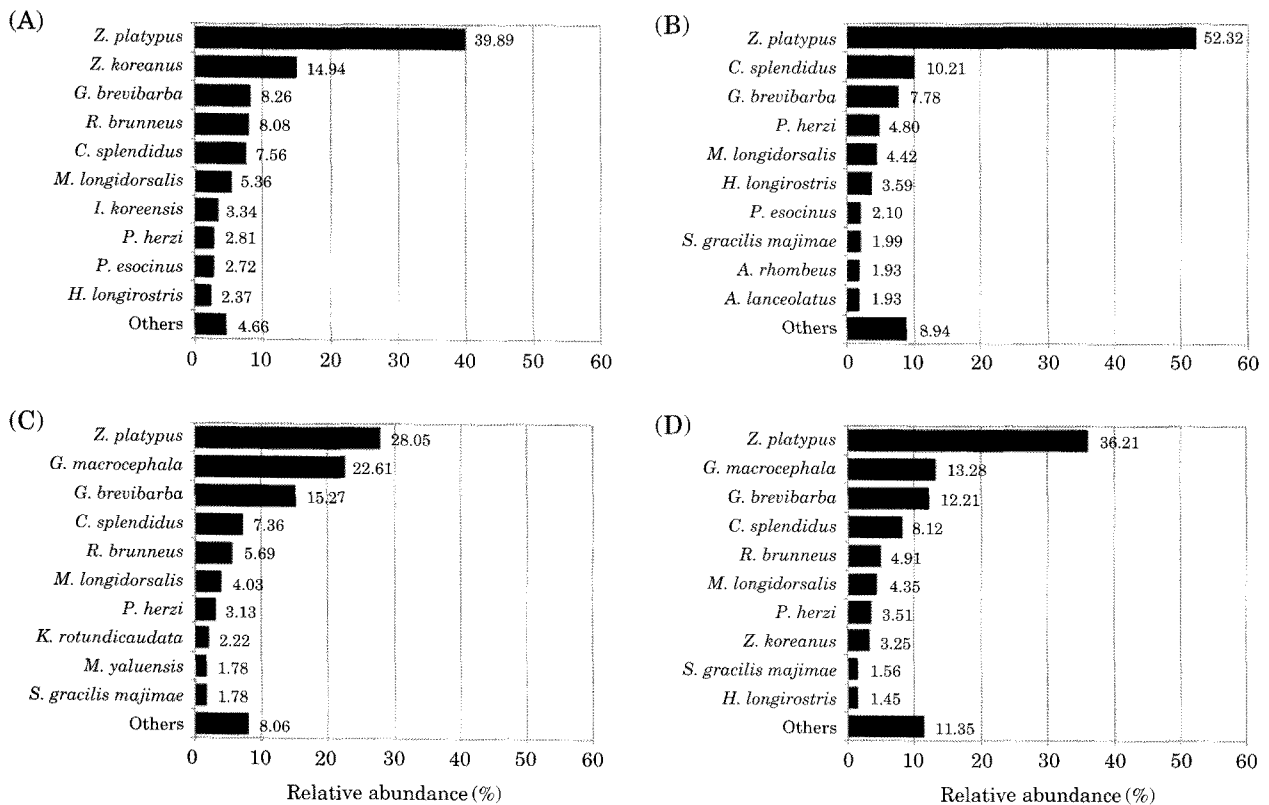 (A)
Z. platypus 39.89
Z. koreanus 14.94
G. brevibarba 8.26
R. brunneus 8.08
C. splendidus 7.56
M. longidorsalis 5.36
I. koreensis 3.34
P. herzi 2.81
P. esocinus 2.72
H. longirostris 2.37
Others 4.66
0 10 20 30 40 50 60
(B)
Z. platypus 52.32
C. splendidus 10.21
G. brevibarba 7.78
P. herzi 4.80
M. longidorsalis 4.42
H. longirostris 3.59
P. esocinus 2.10
S. gracilis majimae 1.99
A. rhombeus 1.93
A. lanceolatus 1.93
Others 8.94
0 10 20 30 40 50 60
(C)
Z. platypus 28.05
G. macrocephala 22.61
G. brevibarba 15.27
C. splendidus 7.36
R. brunneus 5.69
M. longidorsalis 4.03
P. herzi 3.13
K. rotundicaudata 2.22
M. yaluensis 1.78
S. gracilis majimae 1.78
Others 8.06
0 10 20 30 40 50 60
Relative abundance (%)
(D)
Z. platypus 36.21
G. macrocephala 13.28
G. brevibarba 12.21
C. splendidus 8.12
R. brunneus 4.91
M. longidorsalis 4.35
P. herzi 3.51
Z. koreanus 3.25
S. gracilis majimae 1.56
H. longirostris 1.45
Others 11.35
0 10 20 30 40 50 60
Relative abundance (%)